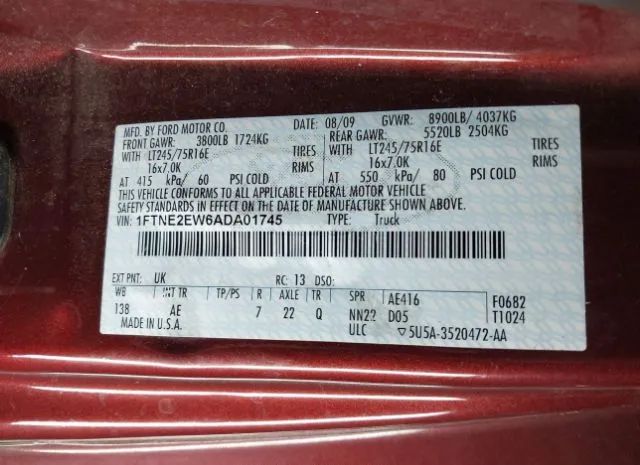 MFD. BY FORD MOTOR CO.
DATE: 08/09 GVWR: 8900LB/ 4037KG
FRONT GAWR: 3800LB 1724KG
REAR GAWR: 5520LB 2504KG
WITH LT245/75R16E TIRES
WITH LT245/75R16E TIRES
16x7.0K RIMS
16x7.0K RIMS
AT 415 kPa/ 60 PSI COLD
AT 550 kPa/ 80 PSI COLD
THIS VEHICLE CONFORMS TO ALL APPLICABLE FEDERAL MOTOR VEHICLE
SAFETY STANDARDS IN EFFECT ON THE DATE OF MANUFACTURE SHOWN ABOVE.
VIN: 1FTNE2EW6ADA01745 TYPE: Truck
EXT PNT: UK RC: 13 DSO:
WB INT TR TP/PS R AXLE TR SPR AE416 F0682
138 AE 7 22 Q NN22 D05 T1024
MADE IN U.S.A. ULC ▽5U5A-3520472-AA